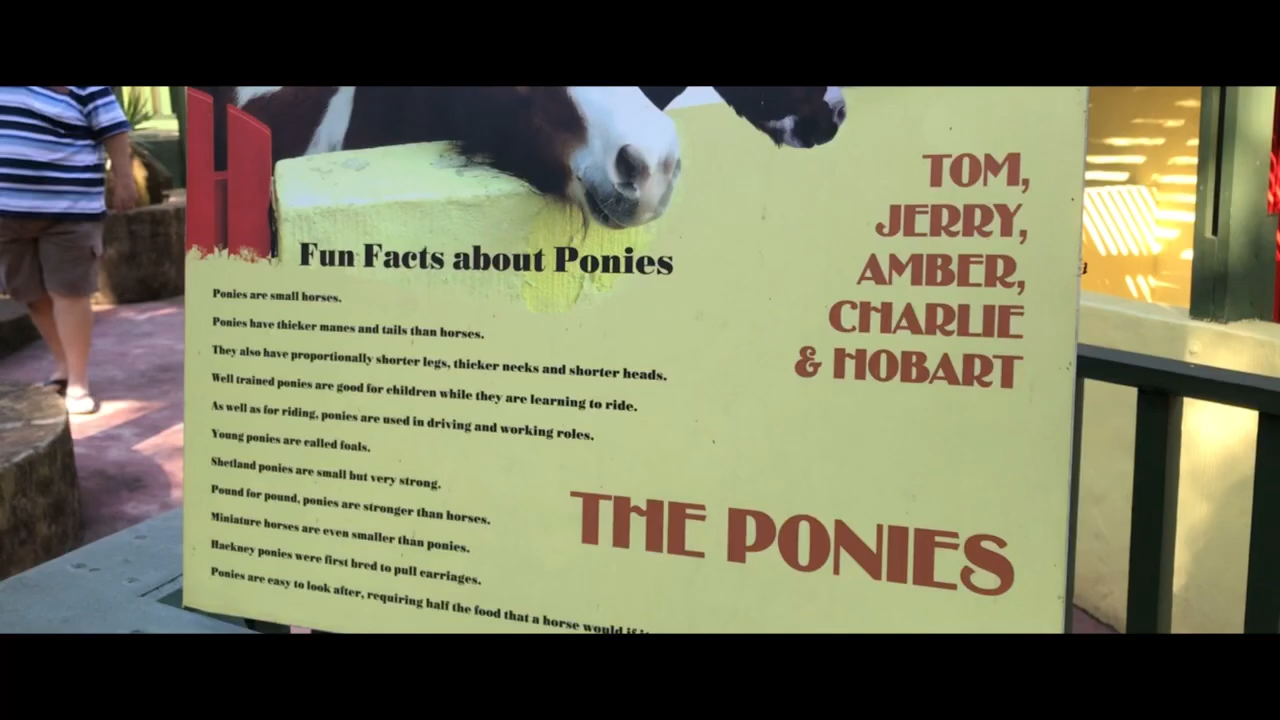 H
Fun Facts about Ponies
Ponies are small horses.
Ponies have thicker manes and tails than horses.
They also have proportionally shorter legs, thicker necks and shorter heads.
Well trained ponies are good for children while they are learning to ride.
As well as for riding, ponies are used in driving and working roles.
Young ponies are called foals.
Shetland ponies are small but very strong.
Pound for pound, ponies are stronger than horses.
Miniature horses are even smaller than ponies.
Hackney ponies were first bred to pull carriages.
Ponies are easy to look after, requiring half the food that a horse would
TOM,
JERRY,
AMBER,
CHARLIE
& HOBART
THE PONIES